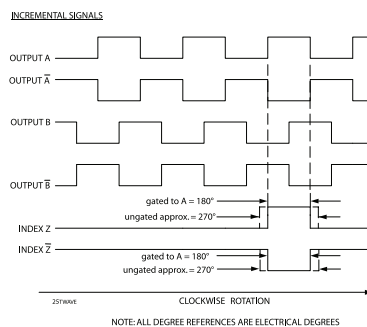 INCREMENTAL SIGNALS
OUTPUT A
OUTPUT A̅
OUTPUT B
OUTPUT B̅
gated to A = 180°
ungated approx. = 270°
INDEX Z
INDEX Z̅
gated to A = 180°
ungated approx. = 270°
25TWAVE
CLOCKWISE ROTATION
NOTE: ALL DEGREE REFERENCES ARE ELECTRICAL DEGREES